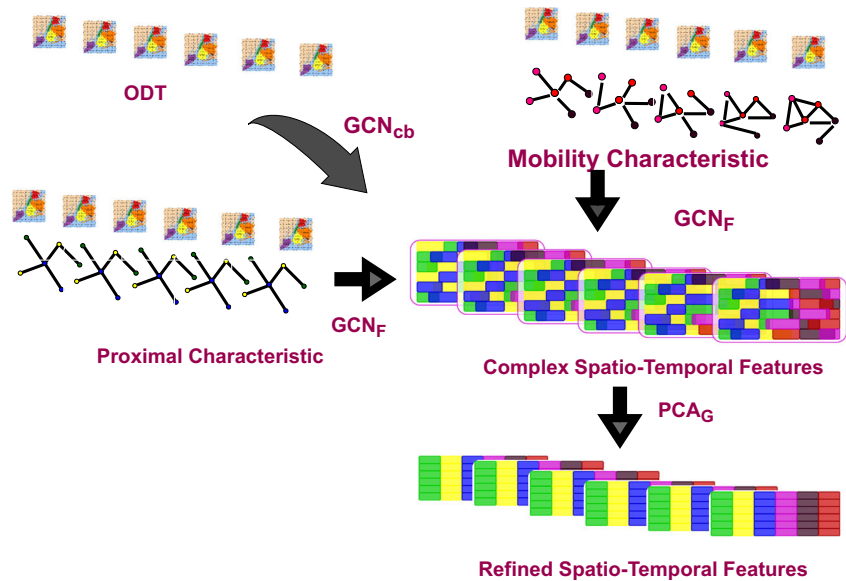 ODT
GCNcb
Mobility Characteristic
GCNF
GCNF
Proximal Characteristic
Complex Spatio-Temporal Features
PCAG
Refined Spatio-Temporal Features